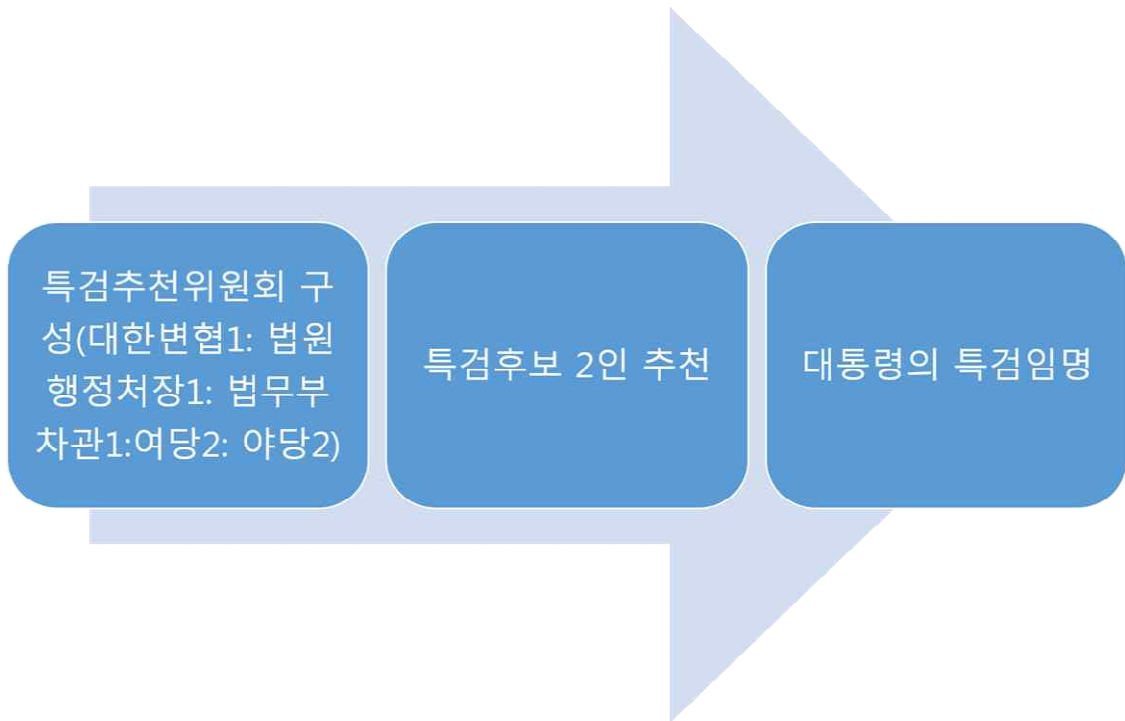 특검추천위원회 구
성(대한변협1: 법원
행정처장1: 법무부
차관1:여당2: 야당2)
특검후보 2인 추천
대통령의 특검임명